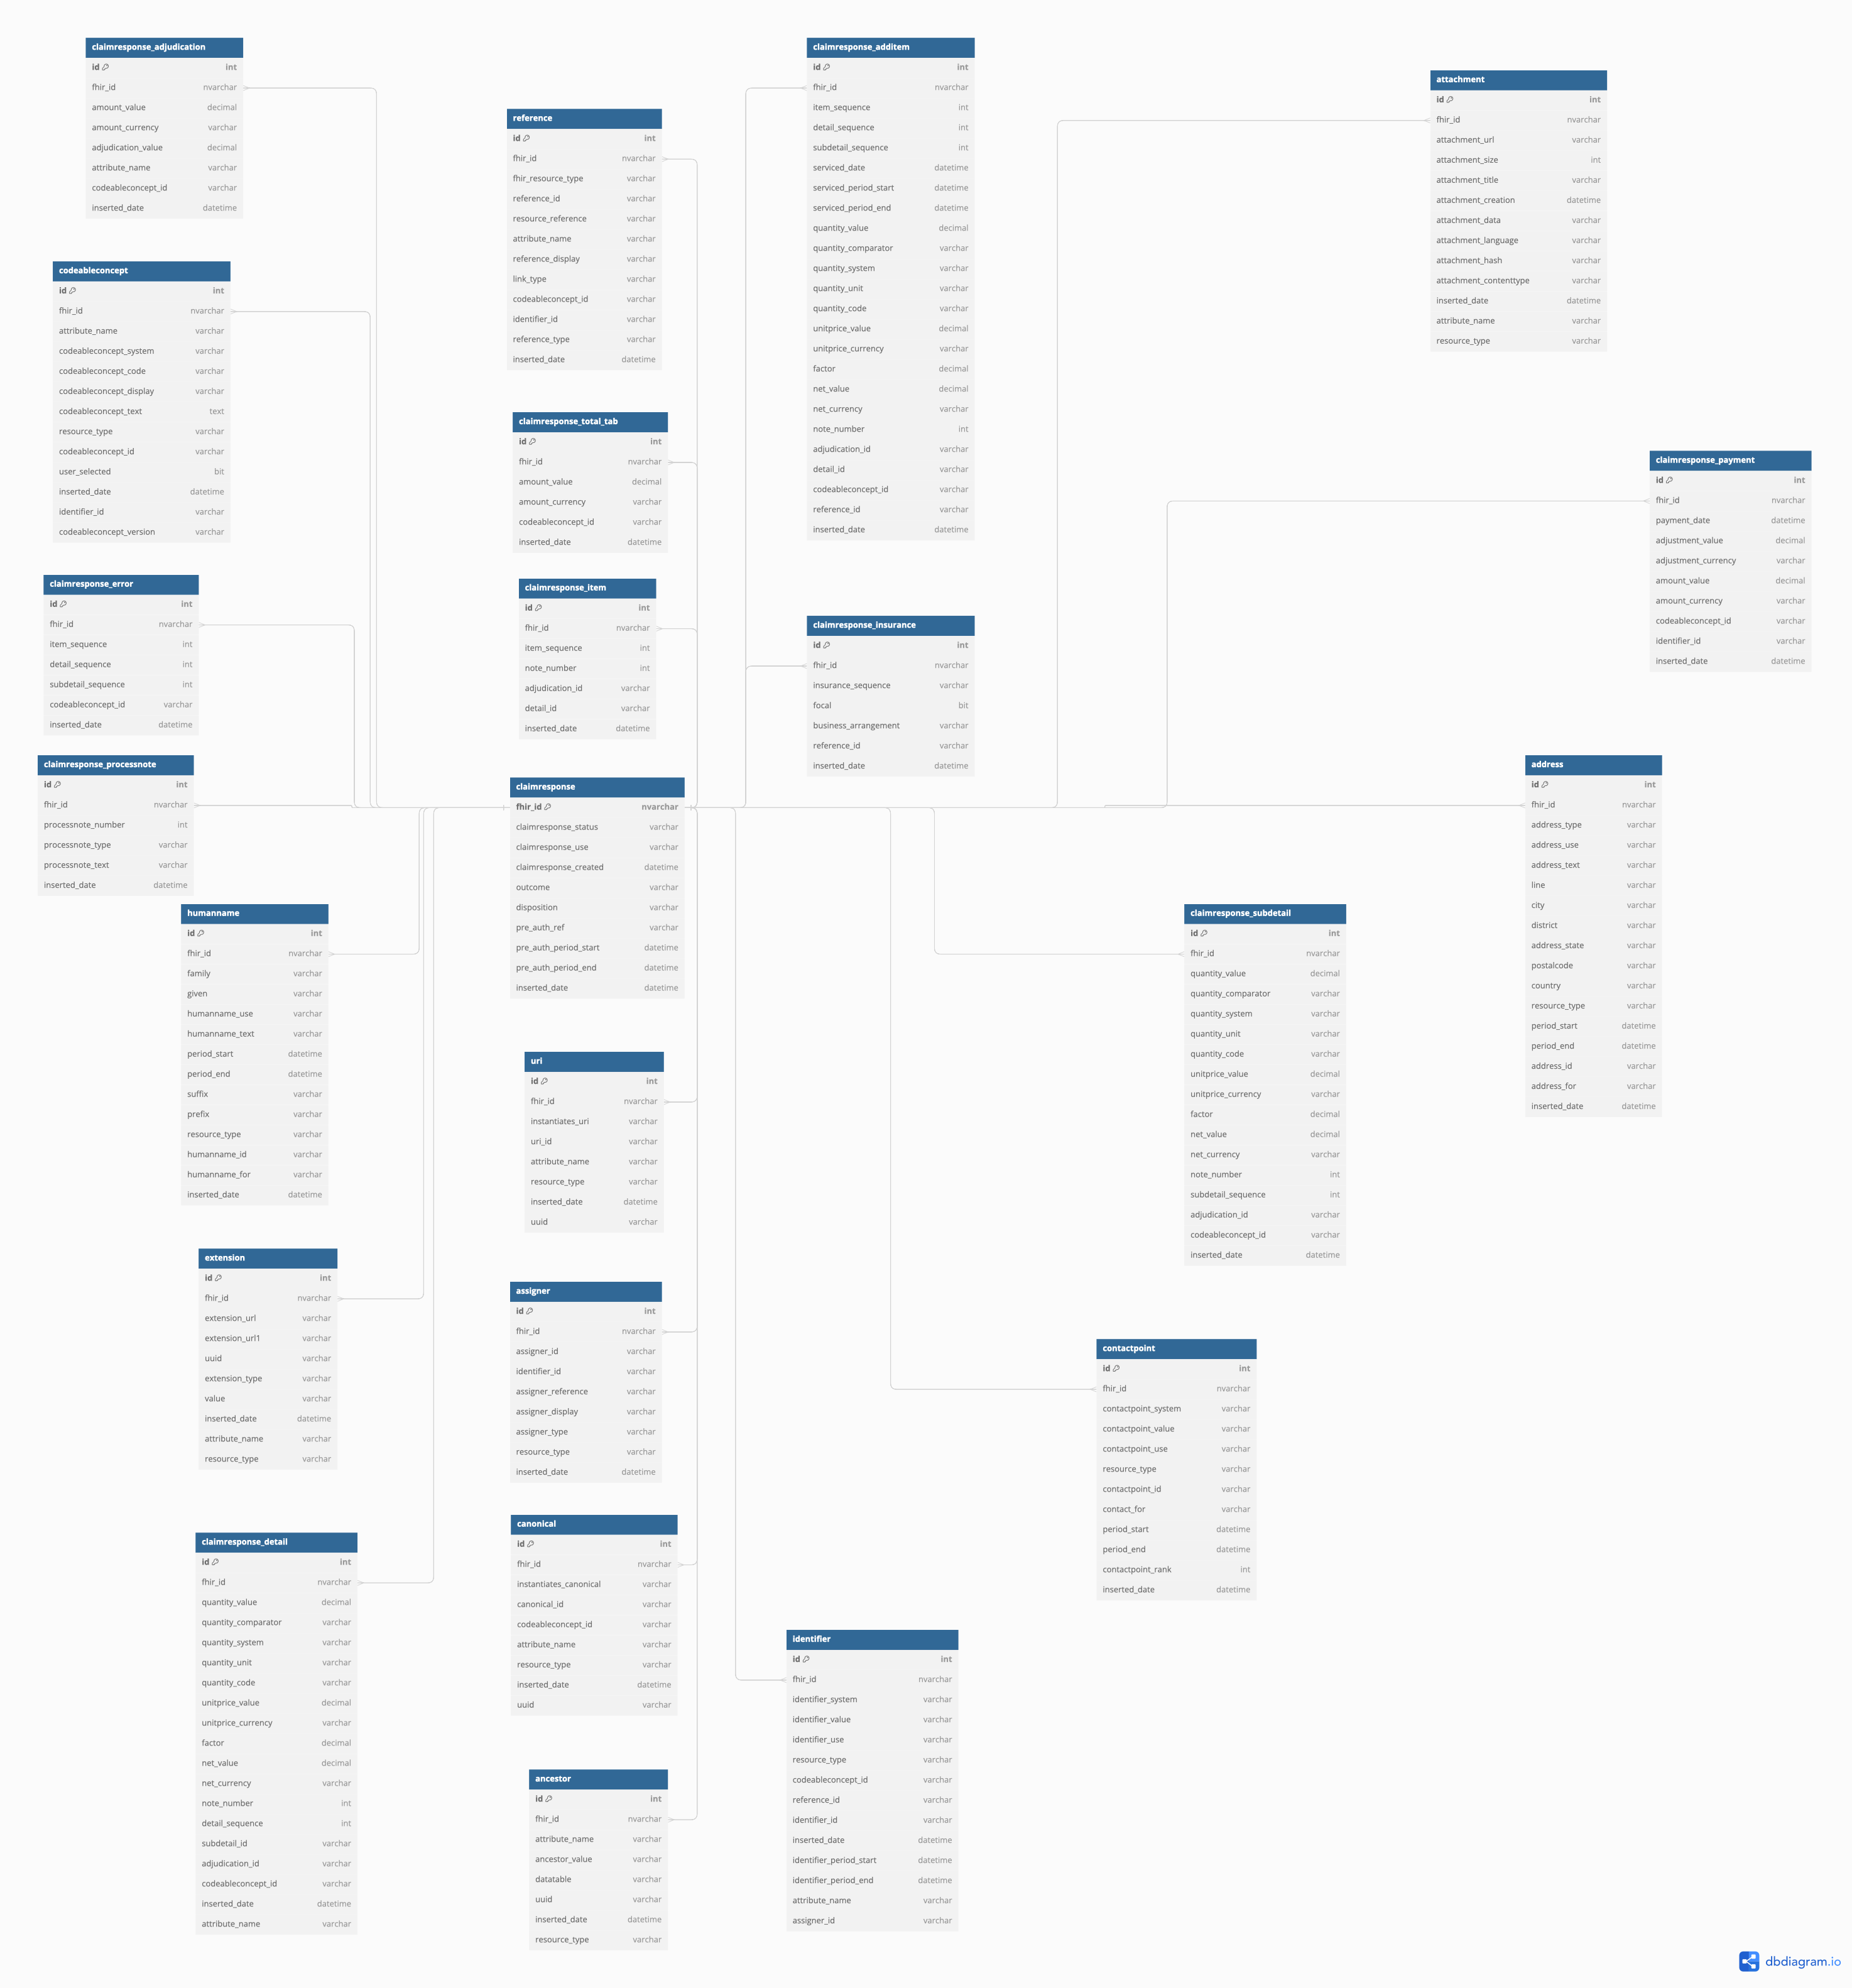 claimresponse_adjudication
id int
fhir_id nvarchar
amount_value decimal
amount_currency varchar
adjudication_value decimal
attribute_name varchar
codeableconcept_id varchar
inserted_date datetime
codeableconcept
id int
fhir_id nvarchar
attribute_name varchar
codeableconcept_system varchar
codeableconcept_code varchar
codeableconcept_display varchar
codeableconcept_text text
resource_type varchar
codeableconcept_id varchar
user_selected bit
inserted_date datetime
identifier_id varchar
codeableconcept_version varchar
claimresponse_error
id int
fhir_id nvarchar
item_sequence int
detail_sequence int
subdetail_sequence int
codeableconcept_id varchar
inserted_date datetime
claimresponse_processnote
id int
fhir_id nvarchar
processnote_number int
processnote_type varchar
processnote_text varchar
inserted_date datetime
humanname
id int
fhir_id nvarchar
family varchar
given varchar
humanname_use varchar
humanname_text varchar
period_start datetime
period_end datetime
suffix varchar
prefix varchar
resource_type varchar
humanname_id varchar
humanname_for varchar
inserted_date datetime
extension
id int
fhir_id nvarchar
extension_url varchar
extension_url1 varchar
uuid varchar
extension_type varchar
value varchar
inserted_date datetime
attribute_name varchar
resource_type varchar
claimresponse_detail
id int
fhir_id nvarchar
quantity_value decimal
quantity_comparator varchar
quantity_system varchar
quantity_unit varchar
quantity_code varchar
unitprice_value decimal
unitprice_currency varchar
factor decimal
net_value decimal
net_currency varchar
note_number int
detail_sequence int
subdetail_id varchar
adjudication_id varchar
codeableconcept_id varchar
inserted_date datetime
attribute_name varchar
reference
id int
fhir_id nvarchar
fhir_resource_type varchar
reference_id varchar
resource_reference varchar
attribute_name varchar
reference_display varchar
link_type varchar
codeableconcept_id varchar
identifier_id varchar
reference_type varchar
inserted_date datetime
claimresponse_total_tab
id int
fhir_id nvarchar
amount_value decimal
amount_currency varchar
codeableconcept_id varchar
inserted_date datetime
claimresponse_item
id int
fhir_id nvarchar
item_sequence int
note_number int
adjudication_id varchar
detail_id varchar
inserted_date datetime
claimresponse
fhir_id nvarchar
claimresponse_status varchar
claimresponse_use varchar
claimresponse_created datetime
outcome varchar
disposition varchar
pre_auth_ref varchar
pre_auth_period_start datetime
pre_auth_period_end datetime
inserted_date datetime
uri
id int
fhir_id nvarchar
instantiates_uri varchar
uri_id varchar
attribute_name varchar
resource_type varchar
inserted_date datetime
uuid varchar
assigner
id int
fhir_id nvarchar
assigner_id varchar
identifier_id varchar
assigner_reference varchar
assigner_display varchar
assigner_type varchar
resource_type varchar
inserted_date datetime
canonical
id int
fhir_id nvarchar
instantiates_canonical varchar
canonical_id varchar
codeableconcept_id varchar
attribute_name varchar
resource_type varchar
inserted_date datetime
uuid varchar
ancestor
id int
fhir_id nvarchar
attribute_name varchar
ancestor_value varchar
datatable varchar
uuid varchar
inserted_date datetime
resource_type varchar
claimresponse_additem
id int
fhir_id nvarchar
item_sequence int
detail_sequence int
subdetail_sequence int
serviced_date datetime
serviced_period_start datetime
serviced_period_end datetime
quantity_value decimal
quantity_comparator varchar
quantity_system varchar
quantity_unit varchar
quantity_code varchar
unitprice_value decimal
unitprice_currency varchar
factor decimal
net_value decimal
net_currency varchar
note_number int
adjudication_id varchar
detail_id varchar
codeableconcept_id varchar
reference_id varchar
inserted_date datetime
claimresponse_insurance
id int
fhir_id nvarchar
insurance_sequence varchar
focal bit
business_arrangement varchar
reference_id varchar
inserted_date datetime
identifier
id int
fhir_id nvarchar
identifier_system varchar
identifier_value varchar
identifier_use varchar
resource_type varchar
codeableconcept_id varchar
reference_id varchar
identifier_id varchar
inserted_date datetime
identifier_period_start datetime
identifier_period_end datetime
attribute_name varchar
assigner_id varchar
attachment
id int
fhir_id nvarchar
attachment_url varchar
attachment_size int
attachment_title varchar
attachment_creation datetime
attachment_data varchar
attachment_language varchar
attachment_hash varchar
attachment_contenttype varchar
inserted_date datetime
attribute_name varchar
resource_type varchar
claimresponse_payment
id int
fhir_id nvarchar
payment_date datetime
adjustment_value decimal
adjustment_currency varchar
amount_value decimal
amount_currency varchar
codeableconcept_id varchar
identifier_id varchar
inserted_date datetime
address
id int
fhir_id nvarchar
address_type varchar
address_use varchar
address_text varchar
line varchar
city varchar
district varchar
address_state varchar
postalcode varchar
country varchar
resource_type varchar
period_start datetime
period_end datetime
address_id varchar
address_for varchar
inserted_date datetime
claimresponse_subdetail
id int
fhir_id nvarchar
quantity_value decimal
quantity_comparator varchar
quantity_system varchar
quantity_unit varchar
quantity_code varchar
unitprice_value decimal
unitprice_currency varchar
factor decimal
net_value decimal
net_currency varchar
note_number int
subdetail_sequence int
adjudication_id varchar
codeableconcept_id varchar
inserted_date datetime
contactpoint
id int
fhir_id nvarchar
contactpoint_system varchar
contactpoint_value varchar
contactpoint_use varchar
resource_type varchar
contactpoint_id varchar
contact_for varchar
period_start datetime
period_end datetime
contactpoint_rank int
inserted_date datetime
dbdiagram.io